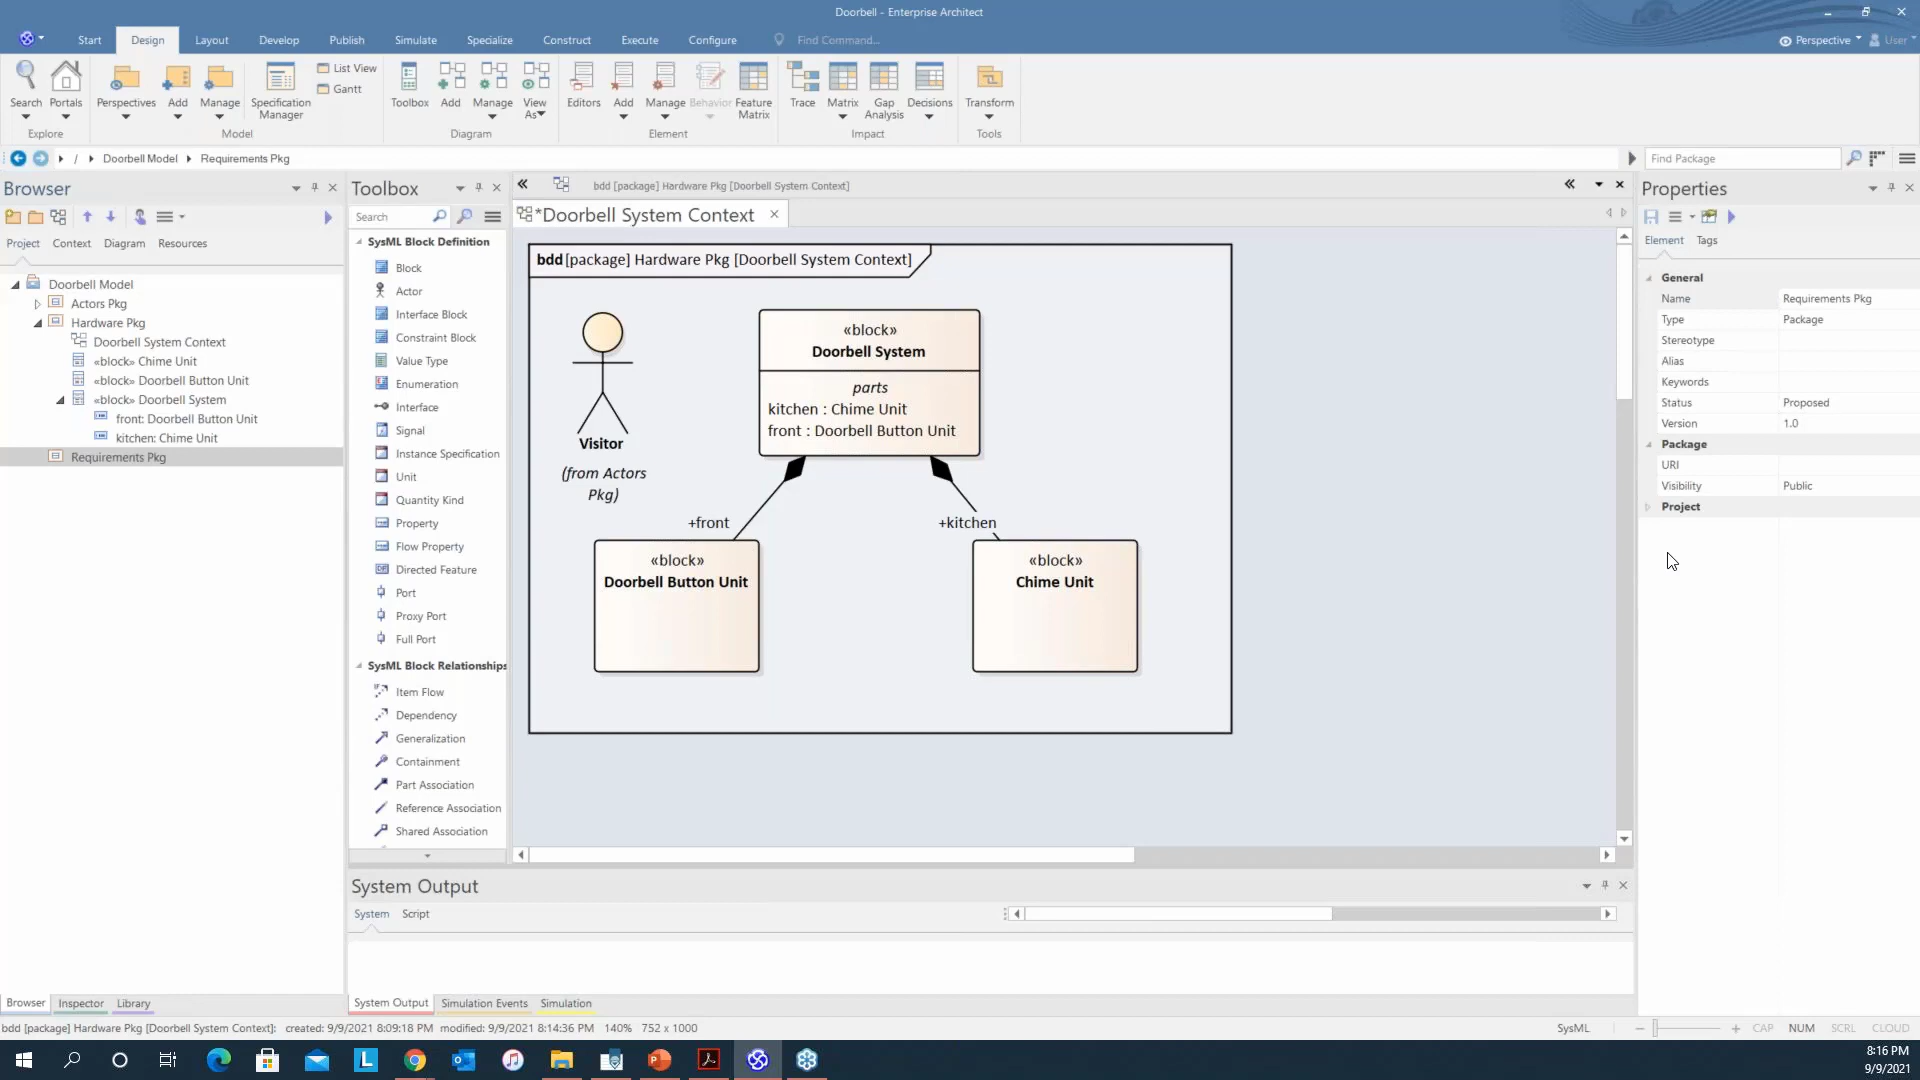 Doorbell - Enterprise Architect
Start Design Layout Develop Publish Simulate Specialize Construct Execute Configure Find Command...
Perspective User
Search Portals Perspectives Add Manage Specification Manager List View Gantt Toolbox Add Manage View As Editors Add Manage Behavior Feature Matrix Trace Matrix Gap Analysis Decisions Transform
Explore Model Diagram Element Impact Tools
/ Doorbell Model Requirements Pkg
Find Package
Browser
Project Context Diagram Resources
Doorbell Model
Actors Pkg
Hardware Pkg
Doorbell System Context
«block» Chime Unit
«block» Doorbell Button Unit
«block» Doorbell System
front: Doorbell Button Unit
kitchen: Chime Unit
Requirements Pkg
Browser Inspector Library
Toolbox
Search
SysML Block Definition
Block
Actor
Interface Block
Constraint Block
Value Type
Enumeration
Interface
Signal
Instance Specification
Unit
Quantity Kind
Property
Flow Property
Directed Feature
Port
Proxy Port
Full Port
SysML Block Relationships
Item Flow
Dependency
Generalization
Containment
Part Association
Reference Association
Shared Association
bdd [package] Hardware Pkg [Doorbell System Context]
*Doorbell System Context
bdd [package] Hardware Pkg [Doorbell System Context]
Visitor
(from Actors
Pkg)
«block»
Doorbell System
parts
kitchen : Chime Unit
front : Doorbell Button Unit
+front
+kitchen
«block»
Doorbell Button Unit
«block»
Chime Unit
System Output
System Script
System Output Simulation Events Simulation
Properties
Element Tags
General
Name Requirements Pkg
Type Package
Stereotype
Alias
Keywords
Status Proposed
Version 1.0
Package
URI
Visibility Public
Project
bdd [package] Hardware Pkg [Doorbell System Context]: created: 9/9/2021 8:09:18 PM modified: 9/9/2021 8:14:36 PM 140% 752 x 1000
SysML CAP NUM SCRL CLOUD
8:16 PM
9/9/2021